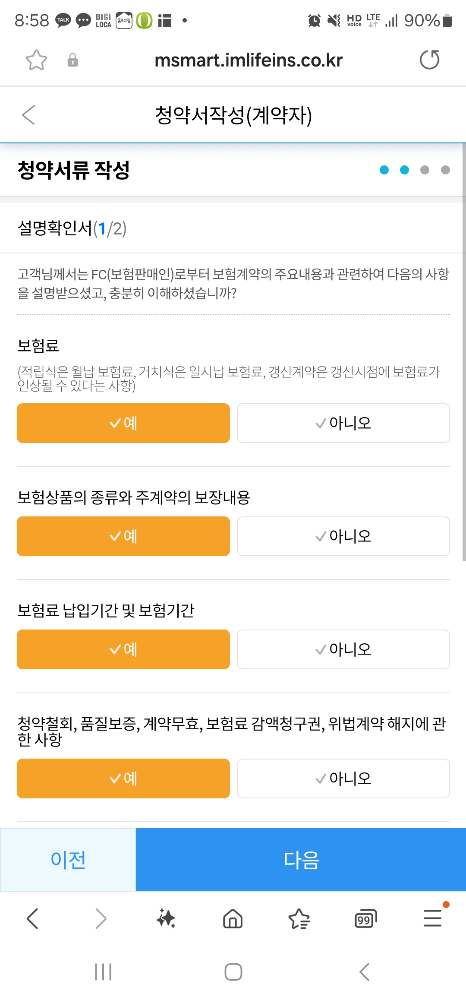 8:58 TALK DIGI LOCA 홈&쇼핑 HD voice LTE 90%
msmart.imlifeins.co.kr
청약서작성(계약자)
청약서류 작성
설명확인서(1/2)
고객님께서는 FC(보험판매인)로부터 보험계약의 주요내용과 관련하여 다음의 사항
을 설명받으셨고, 충분히 이해하셨습니까?
보험료
(적립식은 월납 보험료, 거치식은 일시납 보험료, 갱신계약은 갱신시점에 보험료가
인상될 수 있다는 사항)
예 아니오
보험상품의 종류와 주계약의 보장내용
예 아니오
보험료 납입기간 및 보험기간
예 아니오
청약철회, 품질보증, 계약무효, 보험료 감액청구권, 위법계약 해지에 관
한 사항
예 아니오
이전 다음
99